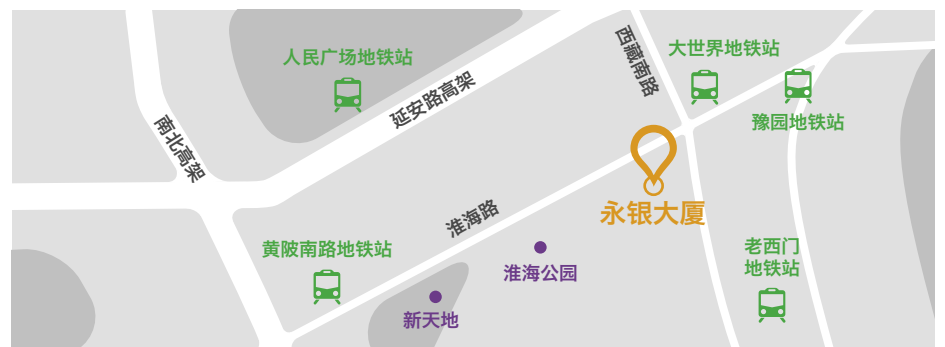 人民广场地铁站
西藏南路
大世界地铁站
延安路高架
豫园地铁站
南北高架
永银大厦
淮海路
黄陂南路地铁站
老西门
地铁站
淮海公园
新天地